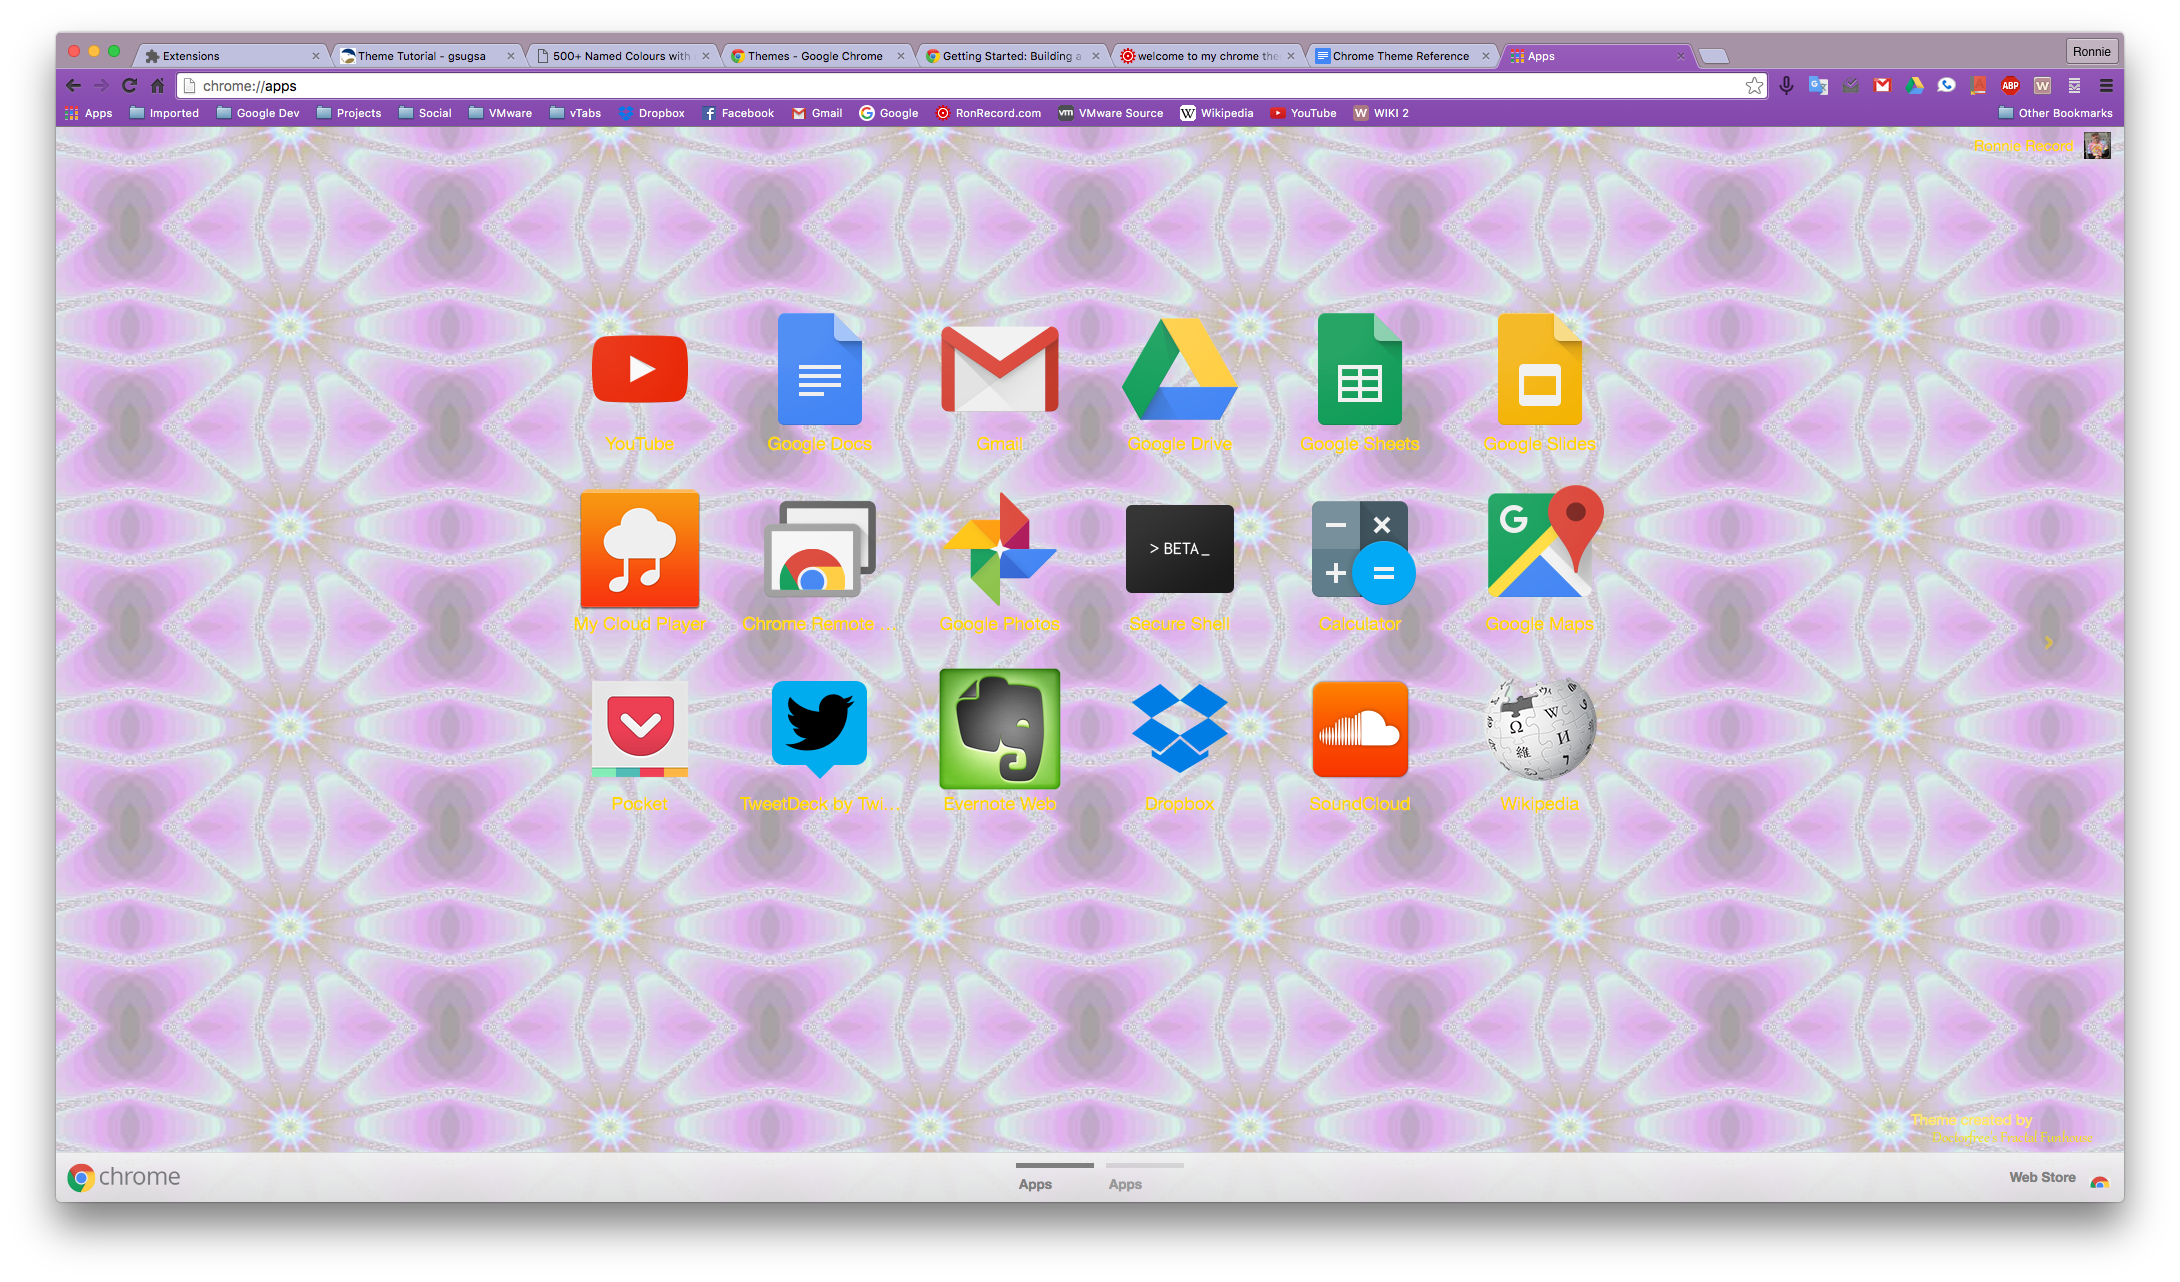 Extensions
Theme Tutorial - gsugsa
500+ Named Colours with
Themes - Google Chrome
Getting Started: Building a
welcome to my chrome the
Chrome Theme Reference
Apps
Ronnie
chrome://apps
Apps
Imported
Google Dev
Projects
Social
VMware
vTabs
Dropbox
Facebook
Gmail
Google
RonRecord.com
VMware Source
Wikipedia
YouTube
WIKI 2
Other Bookmarks
Ronnie Record
YouTube
Google Docs
Gmail
Google Drive
Google Sheets
Google Slides
> BETA_
My Cloud Player
Chrome Remote ...
Google Photos
Secure Shell
Calculator
Google Maps
Pocket
TweetDeck by Twi...
Evernote Web
Dropbox
SoundCloud
Wikipedia
Theme created by
chrome
Apps
Apps
Web Store